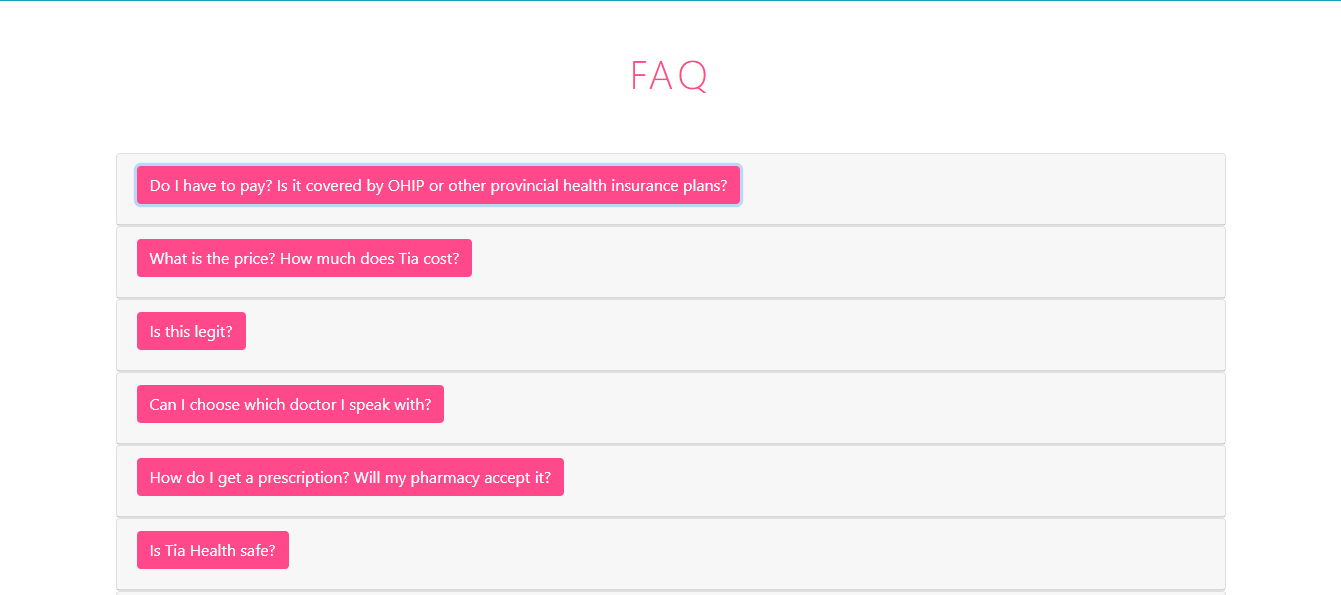 FAQ
Do I have to pay? Is it covered by OHIP or other provincial health insurance plans?
What is the price? How much does Tia cost?
Is this legit?
Can I choose which doctor I speak with?
How do I get a prescription? Will my pharmacy accept it?
Is Tia Health safe?